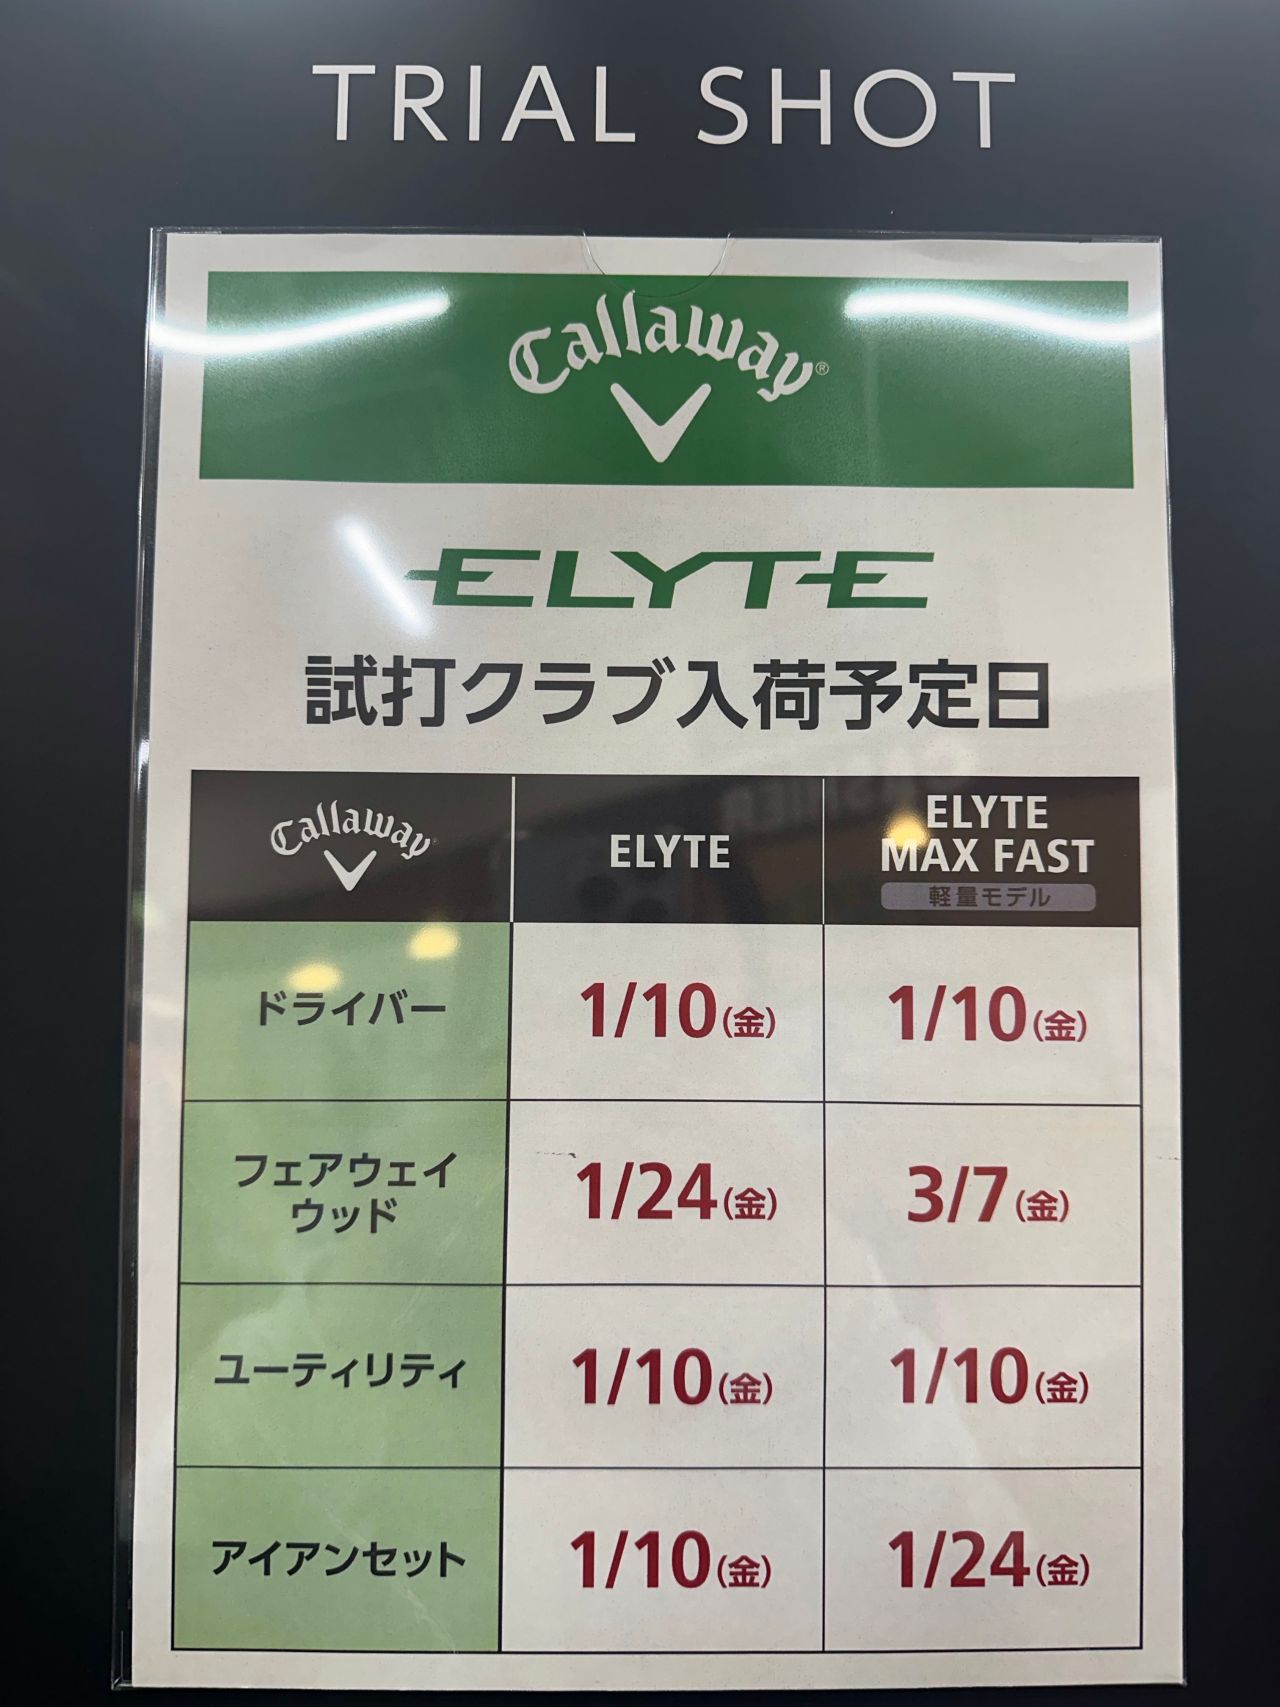 TRIAL SHOT
Callaway®
ELYTE
試打クラブ入荷予定日
Callaway
ELYTE
ELYTE
MAX FAST
軽量モデル
ドライバー
1/10(金)
1/10(金)
フェアウェイ
ウッド
1/24(金)
3/7(金)
ユーティリティ
1/10(金)
1/10(金)
アイアンセット
1/10(金)
1/24(金)